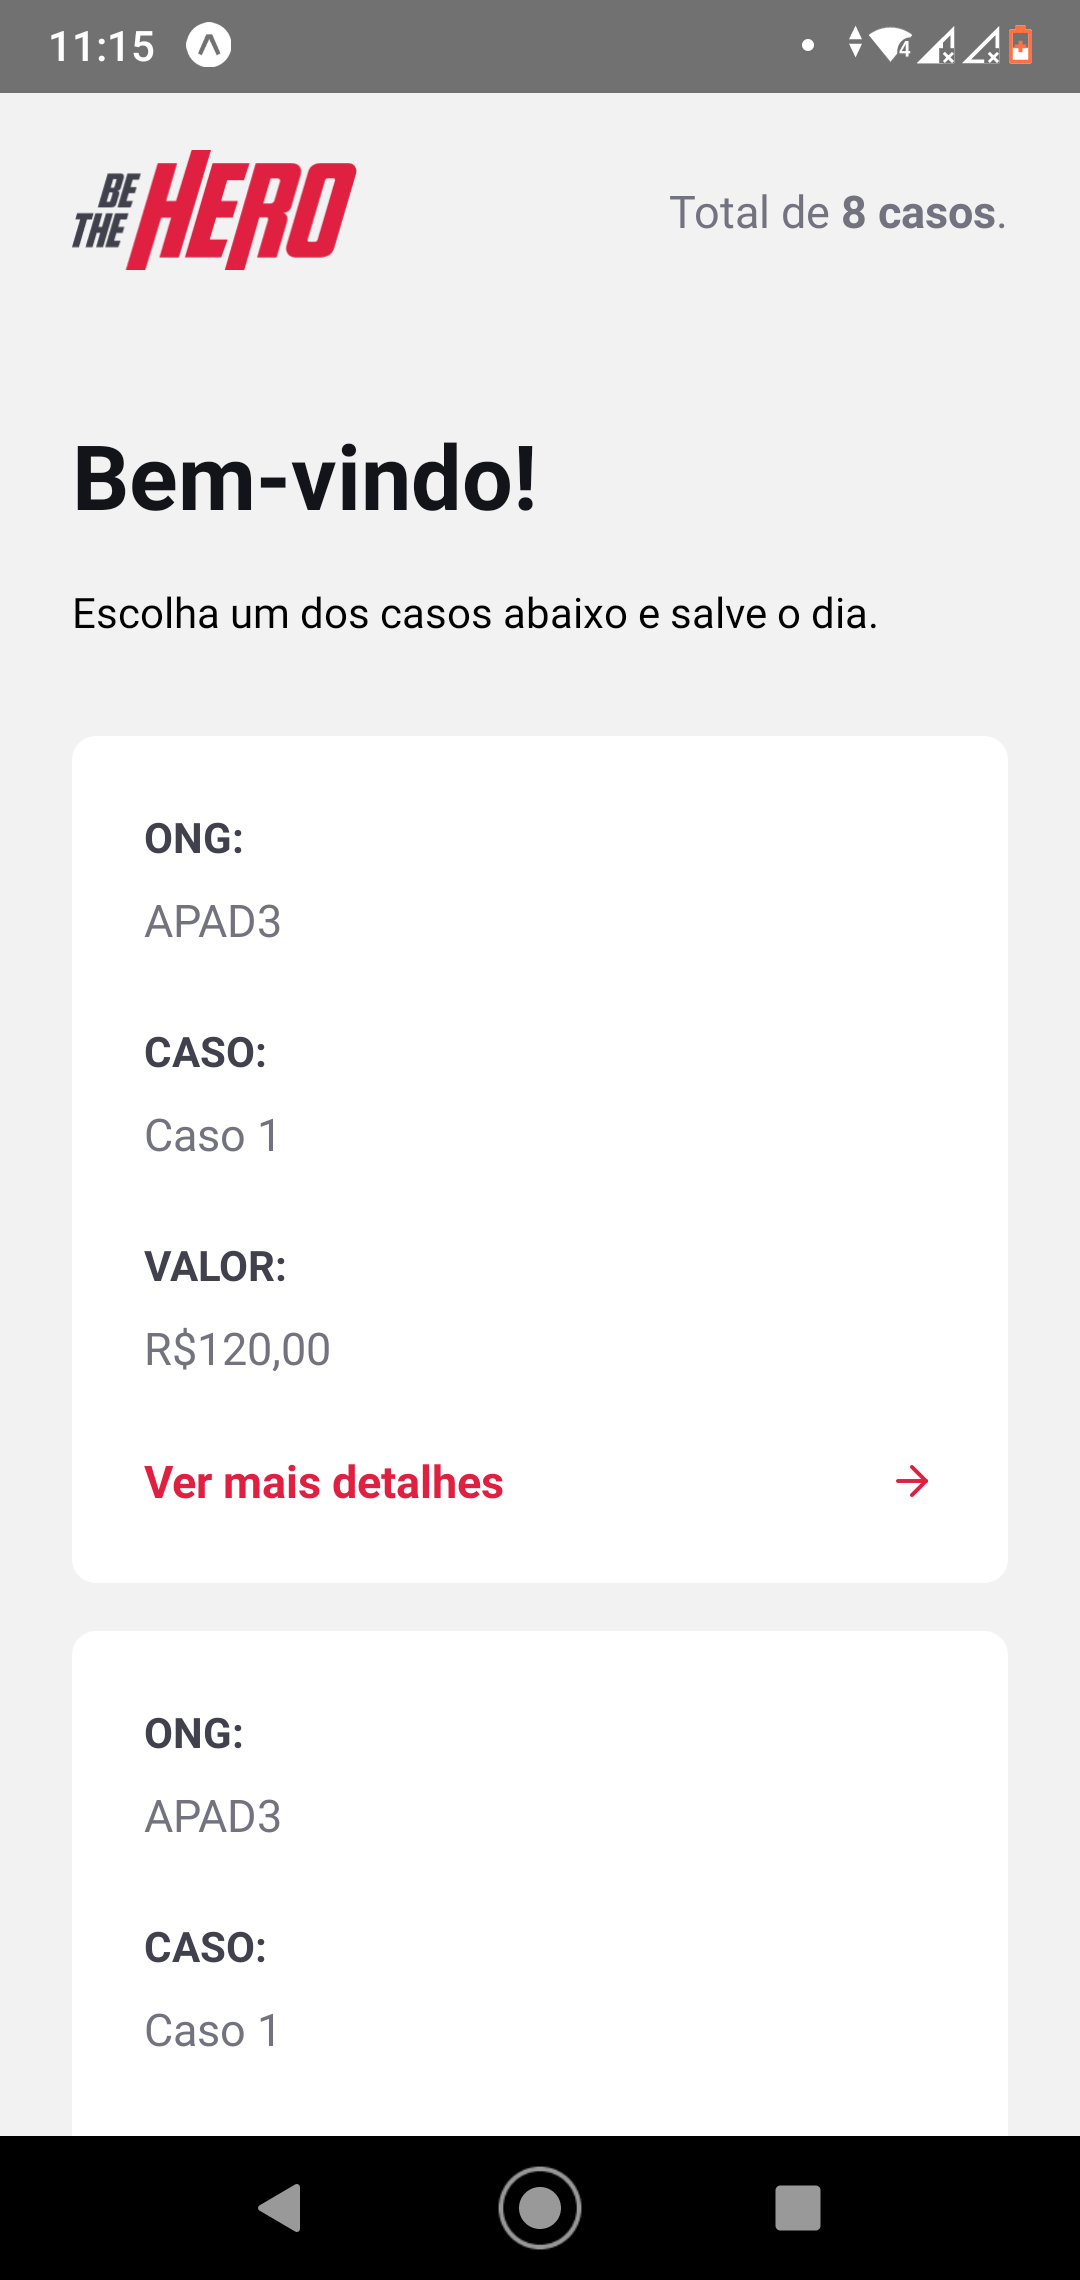 11:15
4
BE
THE HERO
Total de 8 casos.
Bem-vindo!
Escolha um dos casos abaixo e salve o dia.
ONG:
APAD3
CASO:
Caso 1
VALOR:
R$120,00
Ver mais detalhes
ONG:
APAD3
CASO:
Caso 1